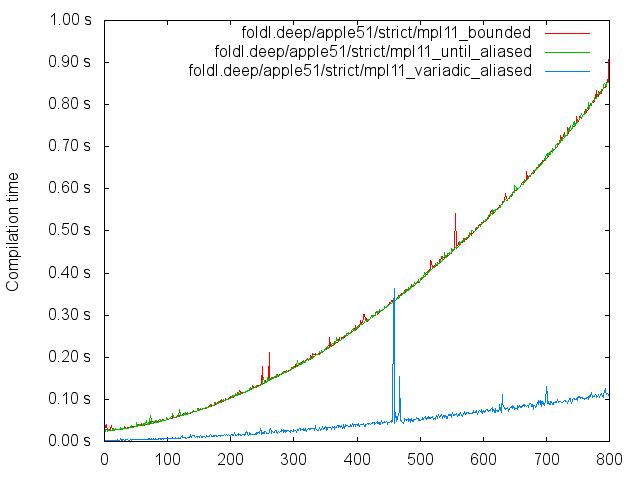 foldl.deep/apple51/strict/mpl11_bounded
foldl.deep/apple51/strict/mpl11_until_aliased
foldl.deep/apple51/strict/mpl11_variadic_aliased
1.00 s
0.90 s
0.80 s
0.70 s
0.60 s
0.50 s
0.40 s
0.30 s
0.20 s
0.10 s
0.00 s
Compilation time
0 100 200 300 400 500 600 700 800